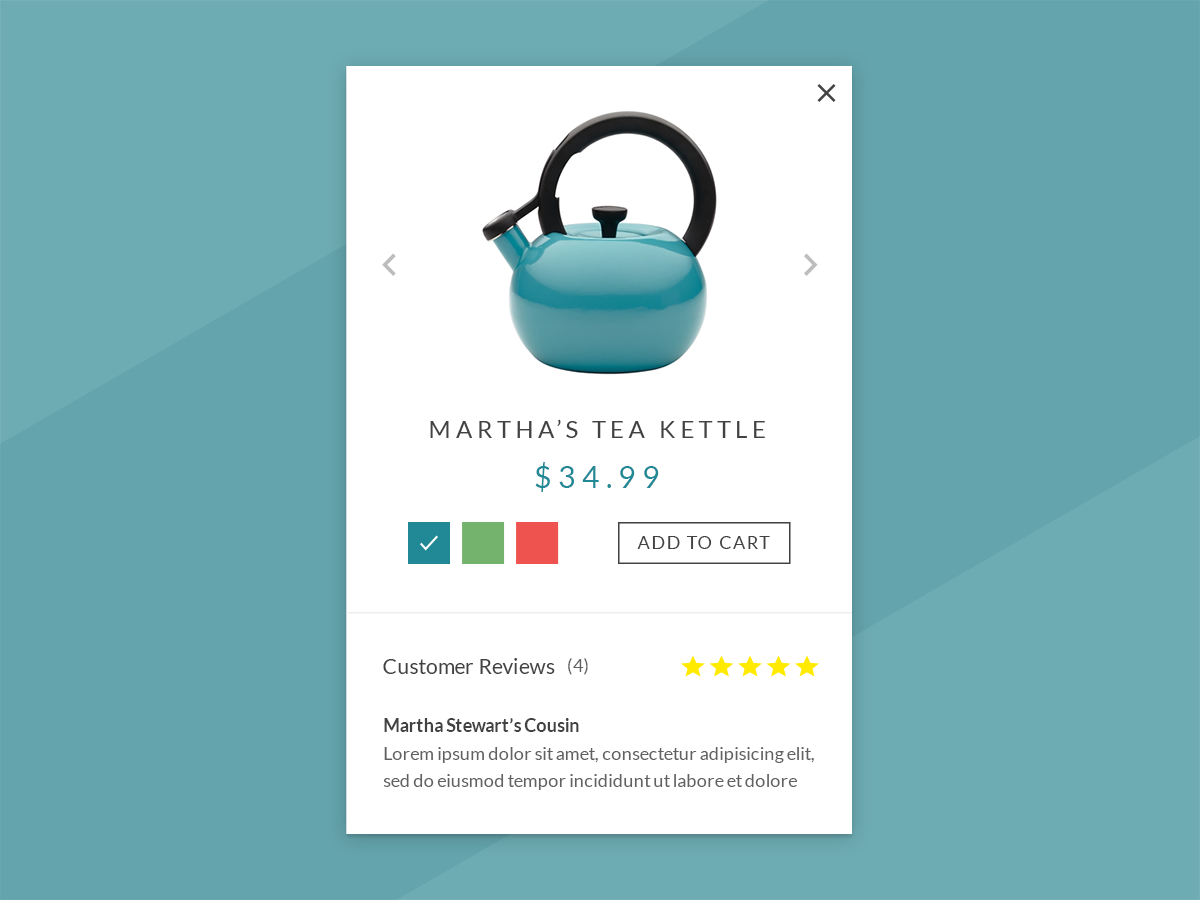 MARTHA’S TEA KETTLE
$34.99
ADD TO CART
Customer Reviews (4)
Martha Stewart’s Cousin
Lorem ipsum dolor sit amet, consectetur adipisicing elit,
sed do eiusmod tempor incididunt ut labore et dolore